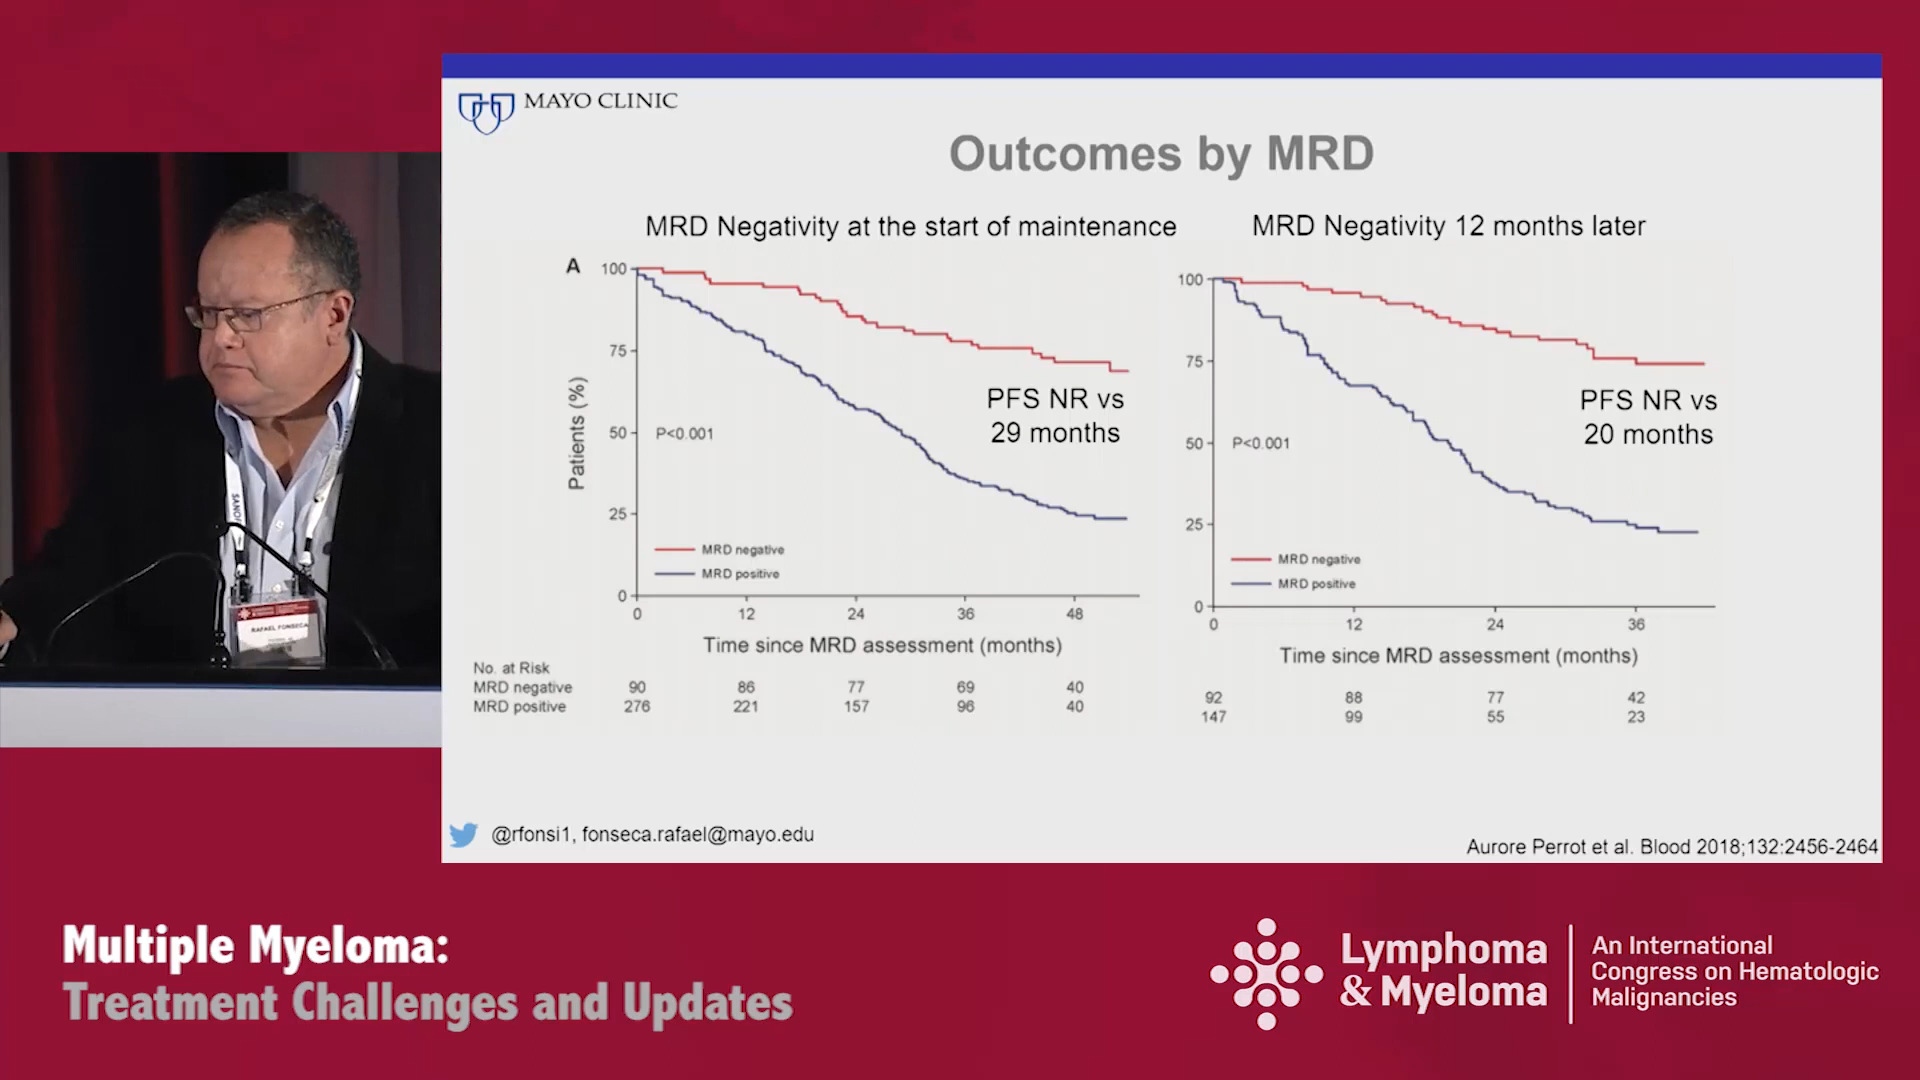 MAYO CLINIC
Outcomes by MRD
MRD Negativity at the start of maintenance
A
100
75
50
25
0
Patients (%)
P<0.001
PFS NR vs
29 months
MRD negative
MRD positive
0 12 24 36 48
Time since MRD assessment (months)
No. at Risk
MRD negative 90 86 77 69 40
MRD positive 276 221 157 96 40
MRD Negativity 12 months later
100
75
50
25
0
P<0.001
PFS NR vs
20 months
MRD negative
MRD positive
0 12 24 36
Time since MRD assessment (months)
92 88 77 42
147 99 55 23
@rfonsi1, fonseca.rafael@mayo.edu
Aurore Perrot et al. Blood 2018;132:2456-2464
RAFAEL FONSECA
Multiple Myeloma:
Treatment Challenges and Updates
Lymphoma
& Myeloma
An International
Congress on Hematologic
Malignancies